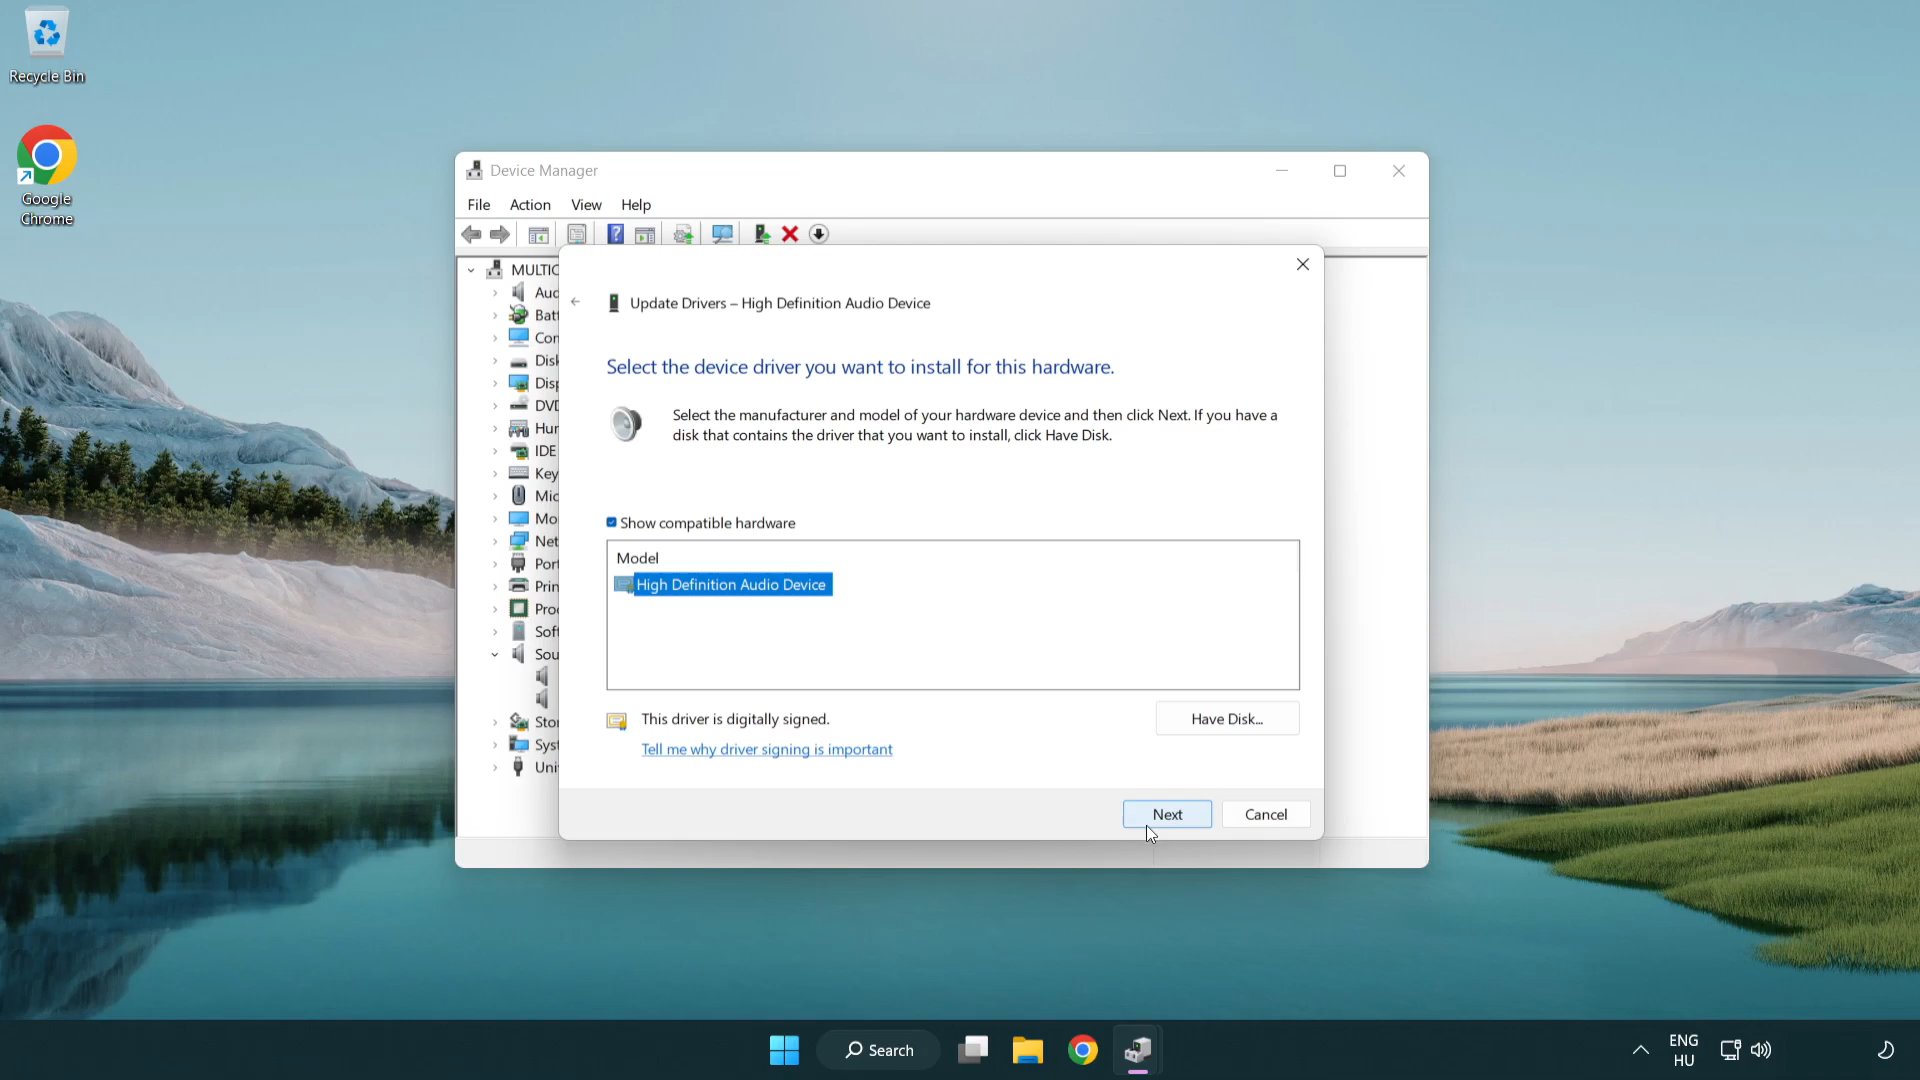 Recycle Bin
Google
Chrome
Device Manager
File Action View Help
MULTIC
Aud
Batt
Con
Disk
Disp
DVD
Hur
IDE
Key
Mic
Mo
Net
Port
Prin
Proc
Soft
Sou
Stor
Syst
Uni
Update Drivers – High Definition Audio Device
Select the device driver you want to install for this hardware.
Select the manufacturer and model of your hardware device and then click Next. If you have a
disk that contains the driver that you want to install, click Have Disk.
Show compatible hardware
Model
High Definition Audio Device
This driver is digitally signed.
Have Disk...
Tell me why driver signing is important
Next
Cancel
Search
ENG
HU